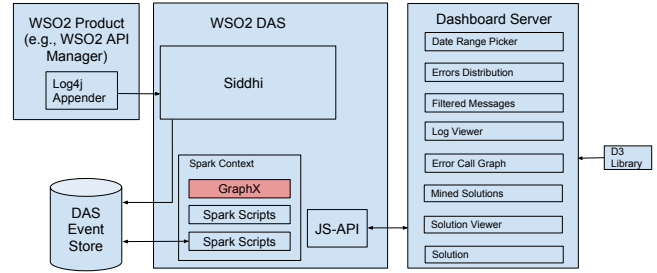 WSO2 Product
(e.g., WSO2 API
Manager)
Log4j
Appender
WSO2 DAS
Siddhi
Spark Context
GraphX
Spark Scripts
Spark Scripts
JS-API
DAS
Event
Store
Dashboard Server
Date Range Picker
Errors Distribution
Filtered Messages
Log Viewer
Error Call Graph
Mined Solutions
Solution Viewer
Solution
D3
Library